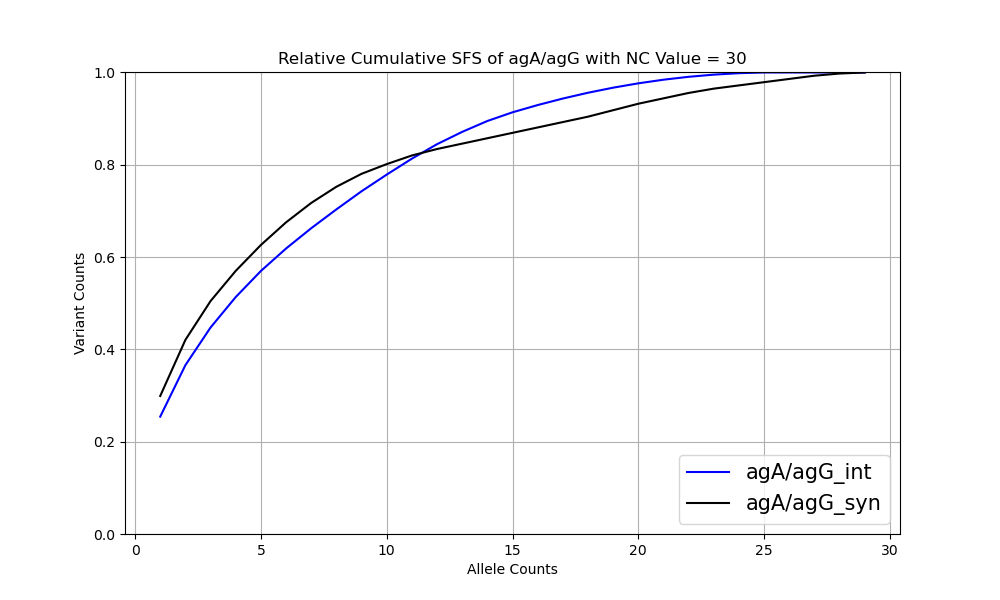 Relative Cumulative SFS of agA/agG with NC Value = 30
1.0
0.8
0.6
0.4
0.2
0.0
Variant Counts
0 5 10 15 20 25 30
Allele Counts
agA/agG_int
agA/agG_syn